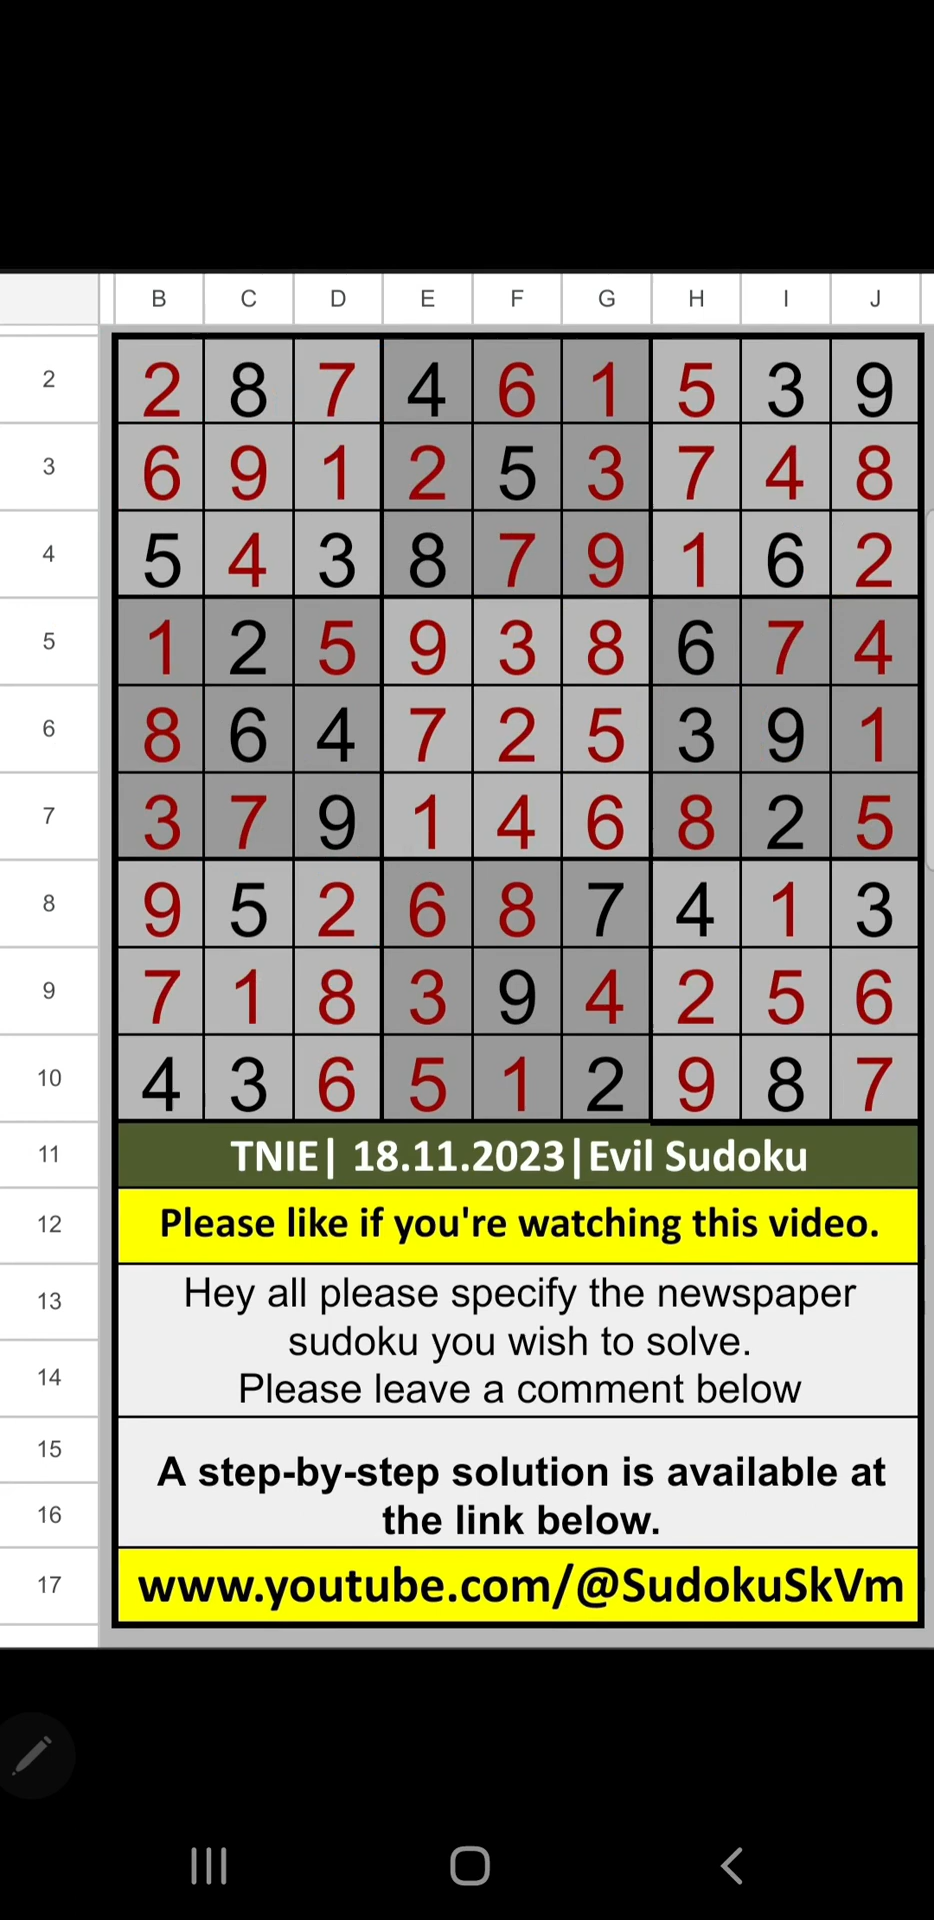 B C D E F G H I J
2 2 8 7 4 6 1 5 3 9
3 6 9 1 2 5 3 7 4 8
4 5 4 3 8 7 9 1 6 2
5 1 2 5 9 3 8 6 7 4
6 8 6 4 7 2 5 3 9 1
7 3 7 9 1 4 6 8 2 5
8 9 5 2 6 8 7 4 1 3
9 7 1 8 3 9 4 2 5 6
10 4 3 6 5 1 2 9 8 7
11 TNIE| 18.11.2023|Evil Sudoku
12 Please like if you're watching this video.
13 Hey all please specify the newspaper
sudoku you wish to solve.
14 Please leave a comment below
15 A step-by-step solution is available at
16 the link below.
17 www.youtube.com/@SudokuSkVm